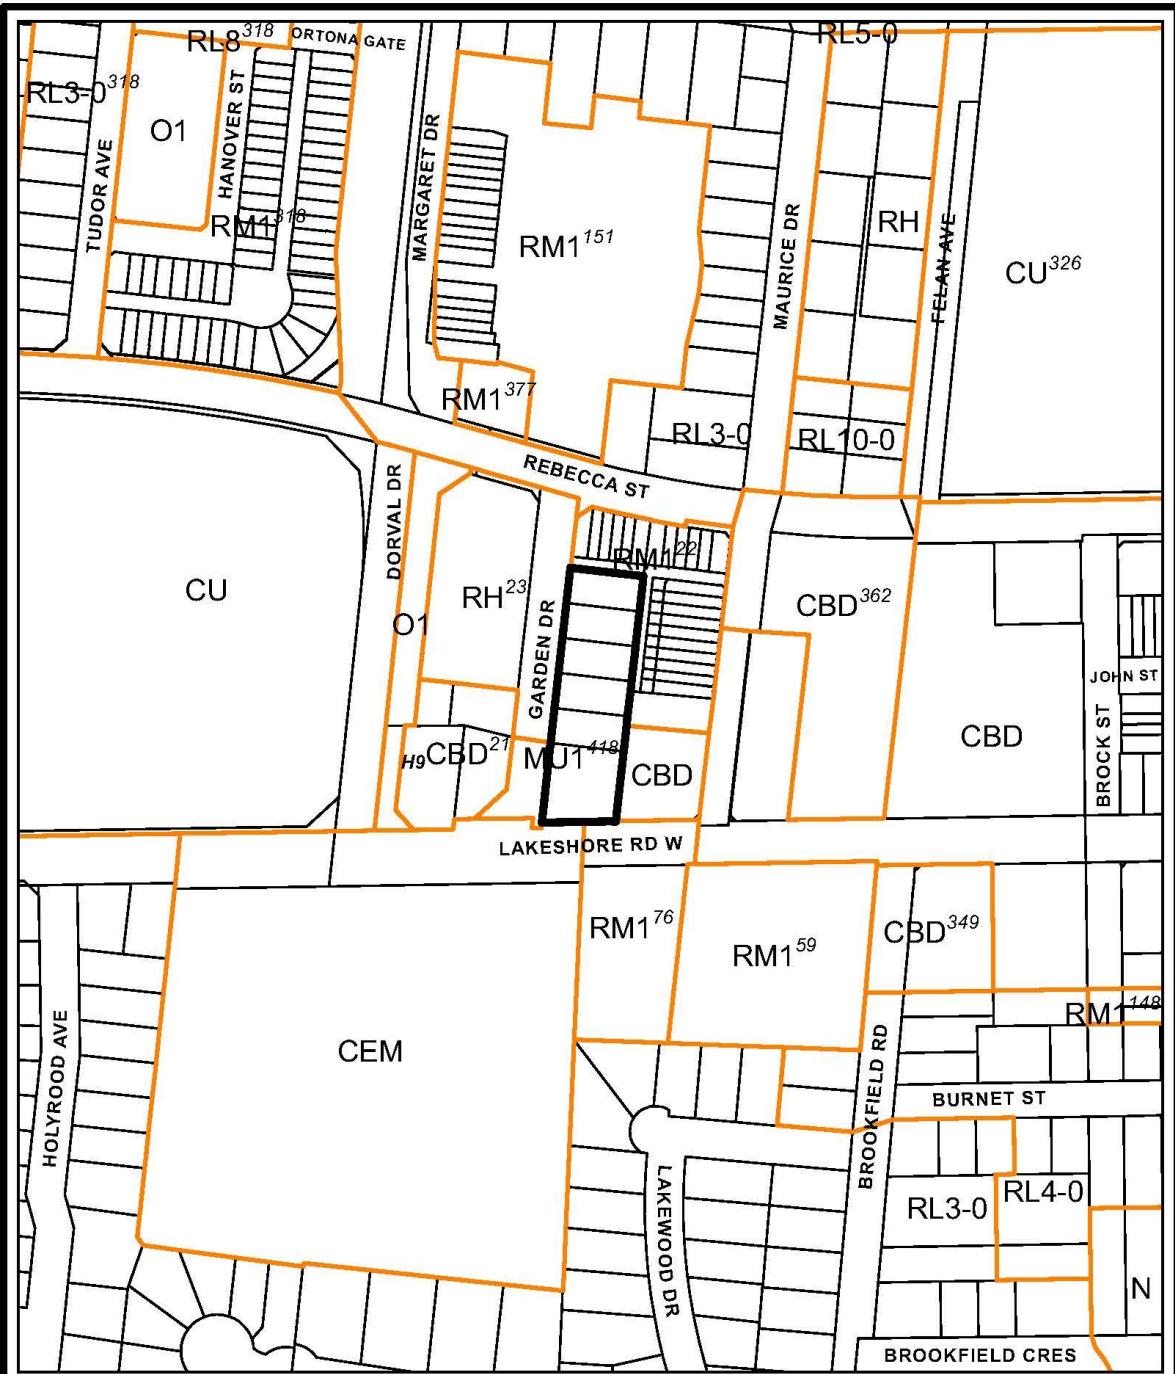 RL8318
ORTONA GATE
RL5-0
RL3-0318
O1
HANOVER ST
TUDOR AVE
RM1318
MARGARET DR
RM1151
MAURICE DR
RH
FELAN AVE
CU326
RM1377
RL3-0
RL10-0
REBECCA ST
DORVAL DR
CU
RH23
O1
GARDEN DR
RM122
CBD362
JOHN ST
BROCK ST
CBD
H9
CBD21
MU1418
CBD
LAKESHORE RD W
RM176
RM159
CBD349
RM1148
HOLYROOD AVE
CEM
BROOKFIELD RD
BURNET ST
LAKEWOOD DR
RL3-0
RL4-0
N
BROOKFIELD CRES